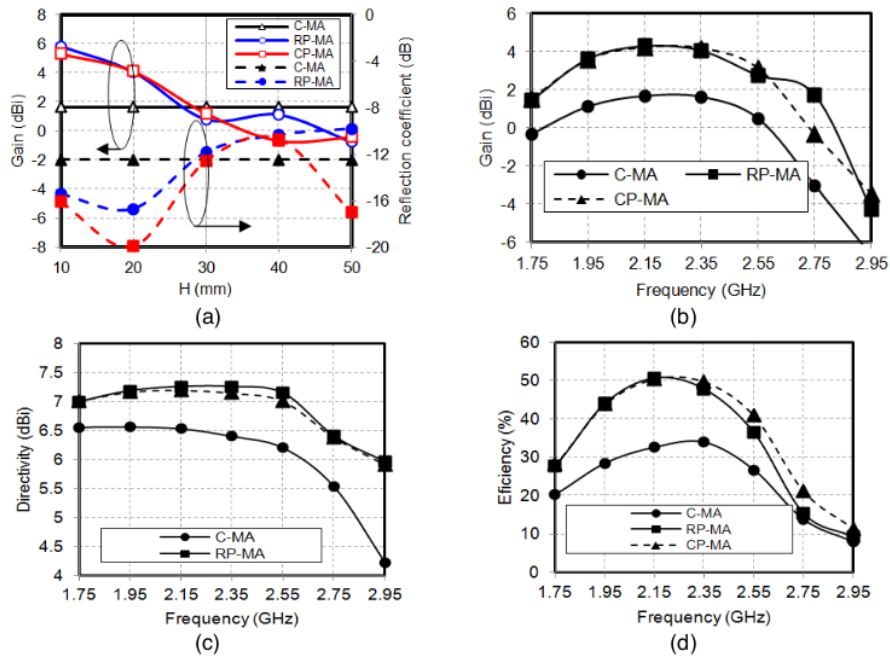 8
6
4
2
0
-2
-4
-6
-8
Gain (dBi)
10 20 30 40 50
H (mm)
0
-4
-8
-12
-16
-20
Reflection coefficient (dB)
C-MA
RP-MA
CP-MA
C-MA
RP-MA
CP-MA
(a)
6
4
2
0
-2
-4
-6
Gain (dBi)
C-MA RP-MA
CP-MA
1.75 1.95 2.15 2.35 2.55 2.75 2.95
Frequency (GHz)
(b)
8
7.5
7
6.5
6
5.5
5
4.5
4
Directivity (dBi)
C-MA
RP-MA
1.75 1.95 2.15 2.35 2.55 2.75 2.95
Frequency (GHz)
(c)
60
50
40
30
20
10
0
Eficiency (%)
C-MA
RP-MA
CP-MA
1.75 1.95 2.15 2.35 2.55 2.75 2.95
Frequency (GHz)
(d)